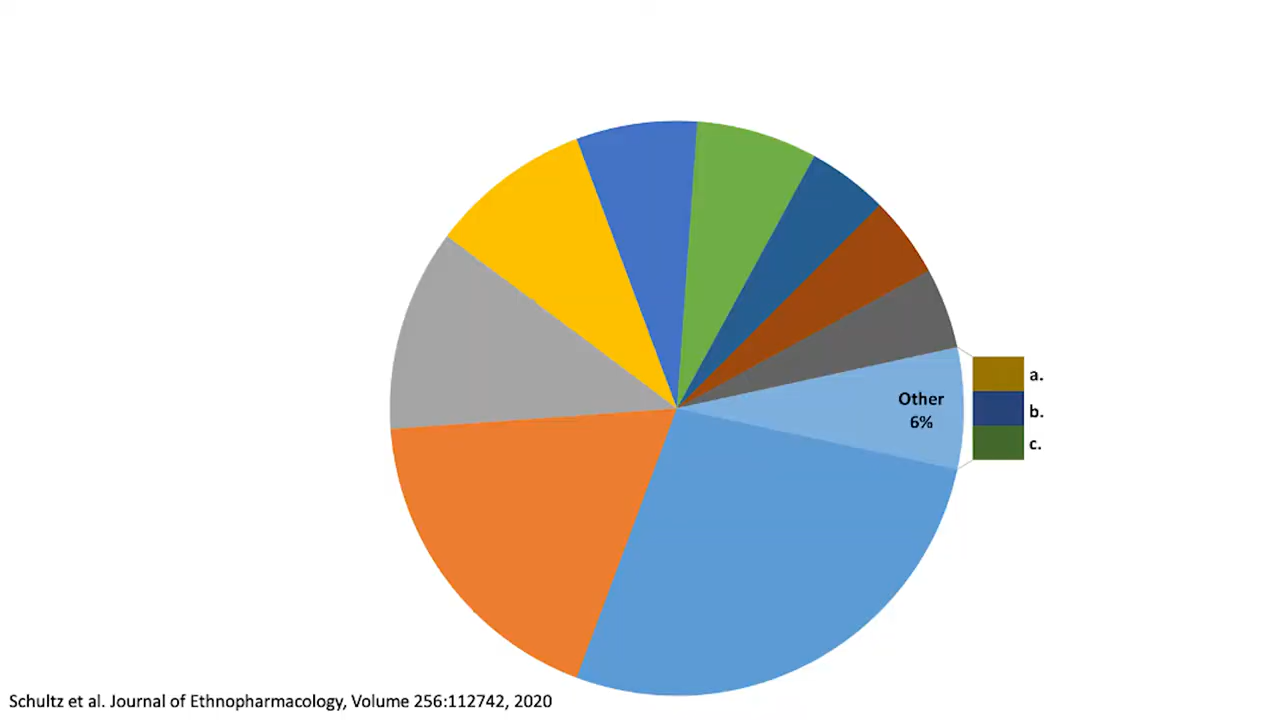 Other
6%
a.
b.
c.
Schultz et al. Journal of Ethnopharmacology, Volume 256:112742, 2020